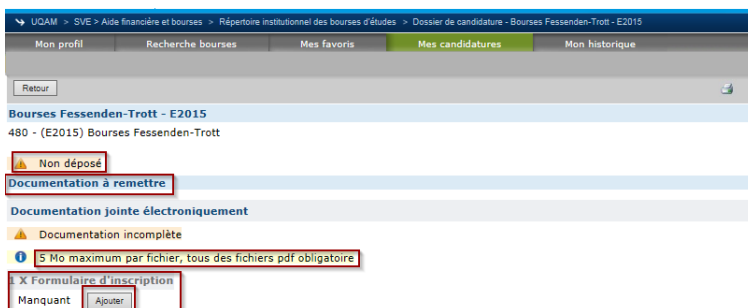 UQAM > SVE > Aide financière et bourses > Répertoire institutionnel des bourses d'études > Dossier de candidature - Bourses Fessenden-Trott - E2015
Mon profil Recherche bourses Mes favoris Mes candidatures Mon historique
Retour
Bourses Fessenden-Trott - E2015
480 - (E2015) Bourses Fessenden-Trott
Non déposé
Documentation à remettre
Documentation jointe électroniquement
Documentation incomplète
5 Mo maximum par fichier, tous des fichiers pdf obligatoire
1 X Formulaire d'inscription
Manquant Ajouter